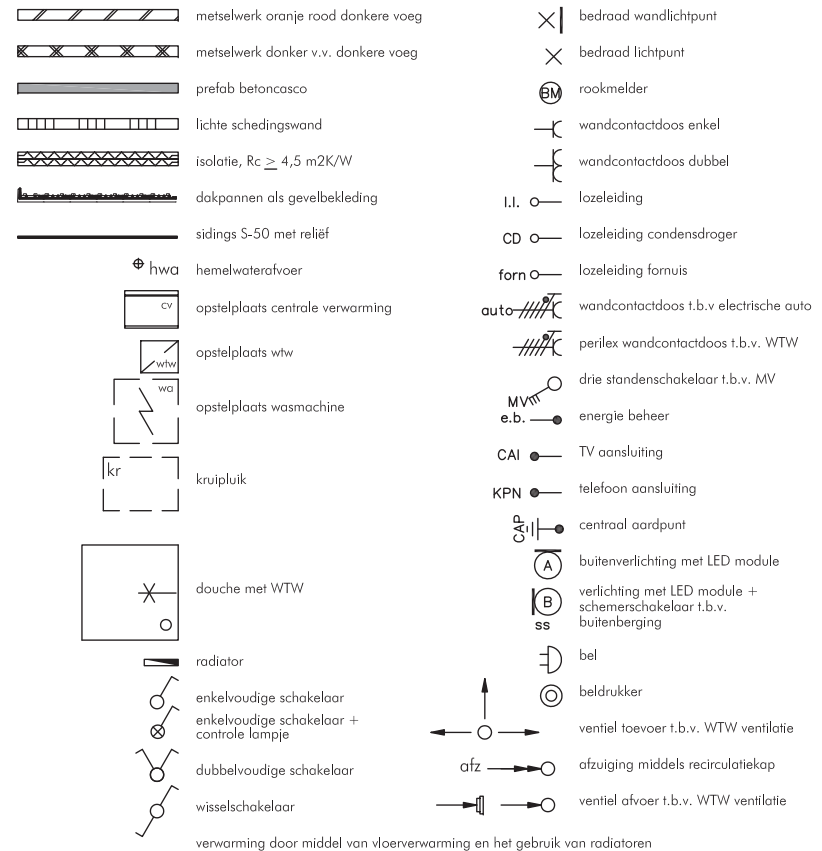 metselwerk oranje rood donkere voeg
metselwerk donker v.v. donkere voeg
prefab betoncasco
lichte schedingswand
isolatie, Rc ≥ 4,5 m2K/W
dakpannen als gevelbekleding
sidings S-50 met reliëf
hwa hemelwaterafvoer
cv opstelplaats centrale verwarming
wtw opstelplaats wtw
wa
opstelplaats wasmachine
kr
kruipluik
douche met WTW
radiator
enkelvoudige schakelaar
enkelvoudige schakelaar +
controle lampje
dubbelvoudige schakelaar
wisselschakelaar
bedraad wandlichtpunt
bedraad lichtpunt
BM rookmelder
wandcontactdoos enkel
wandcontactdoos dubbel
l.l. lozeleiding
CD lozeleiding condensdroger
forn lozeleiding fornuis
auto wandcontactdoos t.b.v electrische auto
perilex wandcontactdoos t.b.v. WTW
drie standenschakelaar t.b.v. MV
MV
e.b. energie beheer
CAI TV aansluiting
KPN telefoon aansluiting
CAP centraal aardpunt
A buitenverlichting met LED module
verlichting met LED module +
B schemerschakelaar t.b.v.
ss buitenberging
bel
beldrukker
ventiel toevoer t.b.v. WTW ventilatie
afz afzuiging middels recirculatiekap
ventiel afvoer t.b.v. WTW ventilatie
verwarming door middel van vloerverwarming en het gebruik van radiatoren